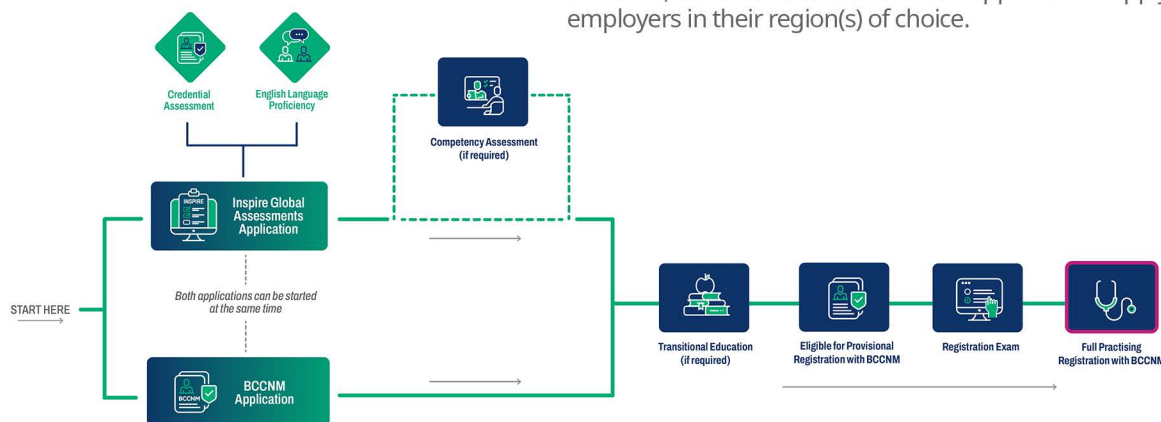 employers in their region(s) of choice.
Credential
Assessment
English Language
Proficiency
Competency Assessment
(if required)
INSPIRE
Inspire Global
Assessments
Application
START HERE
Both applications can be started
at the same time
BCCNM
BCCNM
Application
Transitional Education
(if required)
Eligible for Provisional
Registration with BCCNM
Registration Exam
Full Practising
Registration with BCCNM